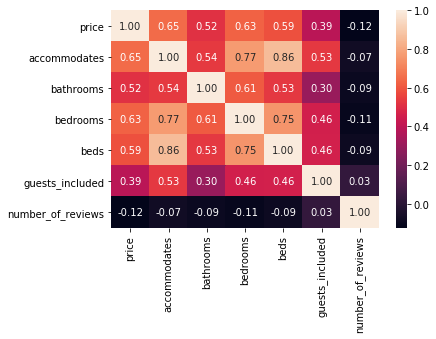 price 1.00 0.65 0.52 0.63 0.59 0.39 -0.12
accommodates 0.65 1.00 0.54 0.77 0.86 0.53 -0.07
bathrooms 0.52 0.54 1.00 0.61 0.53 0.30 -0.09
bedrooms 0.63 0.77 0.61 1.00 0.75 0.46 -0.11
beds 0.59 0.86 0.53 0.75 1.00 0.46 -0.09
guests_included 0.39 0.53 0.30 0.46 0.46 1.00 0.03
number_of_reviews -0.12 -0.07 -0.09 -0.11 -0.09 0.03 1.00
price
accommodates
bathrooms
bedrooms
beds
guests_included
number_of_reviews
1.0
0.8
0.6
0.4
0.2
0.0